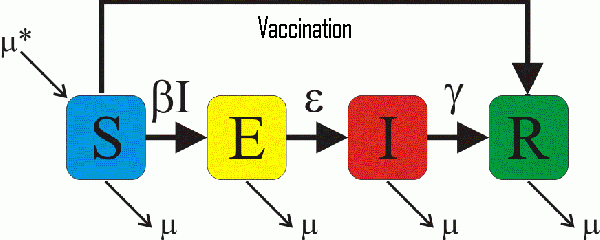 Vaccination
μ*
βI ε γ
S E I R
μ μ μ μ